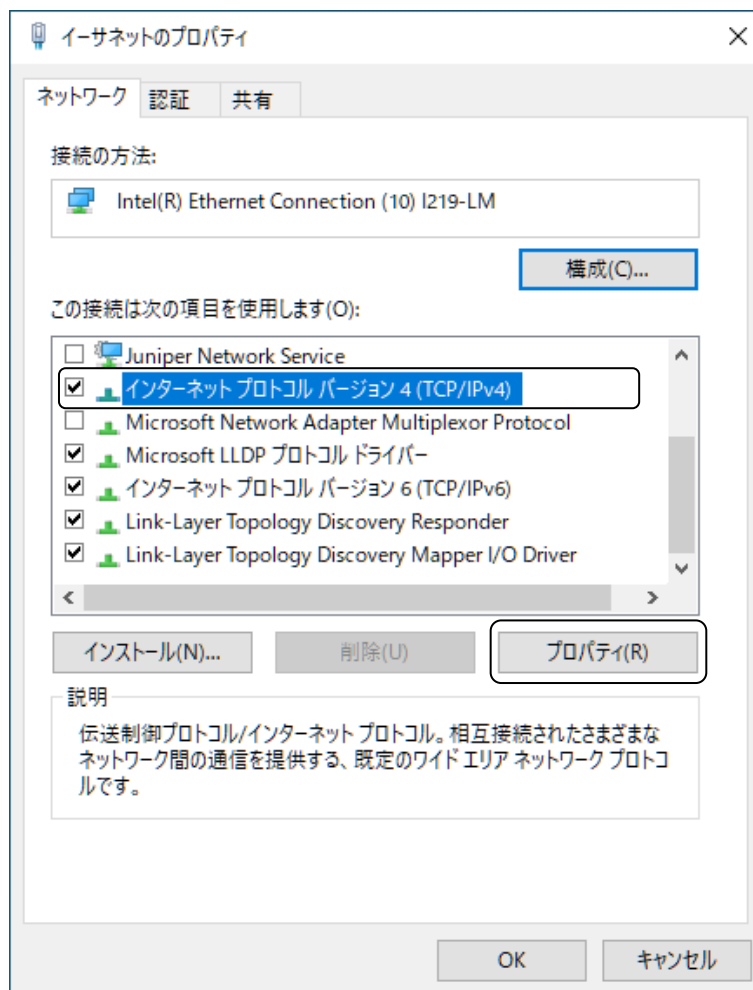 イーサネットのプロパティ
ネットワーク 認証 共有
接続の方法:
Intel(R) Ethernet Connection (10) I219-LM
構成(C)...
この接続は次の項目を使用します(O):
Juniper Network Service
インターネット プロトコル バージョン 4 (TCP/IPv4)
Microsoft Network Adapter Multiplexor Protocol
Microsoft LLDP プロトコル ドライバー
インターネット プロトコル バージョン 6 (TCP/IPv6)
Link-Layer Topology Discovery Responder
Link-Layer Topology Discovery Mapper I/O Driver
インストール(N)... 削除(U) プロパティ(R)
説明
伝送制御プロトコル/インターネット プロトコル。相互接続されたさまざまな
ネットワーク間の通信を提供する、既定のワイド エリア ネットワーク プロトコ
ルです。
OK キャンセル